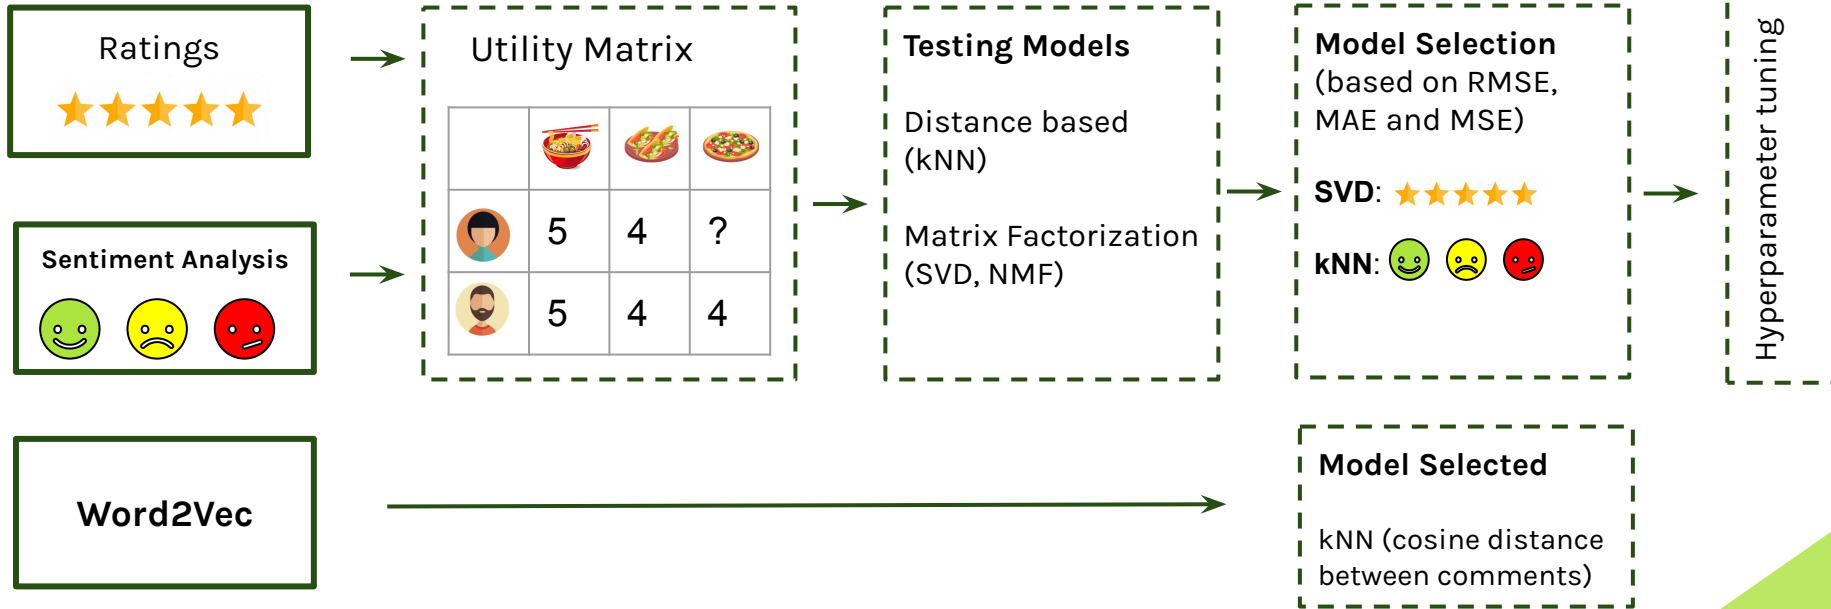 Ratings
Sentiment Analysis
Word2Vec
Utility Matrix
5 4 ?
5 4 4
Testing Models
Distance based
(kNN)
Matrix Factorization
(SVD, NMF)
Model Selection
(based on RMSE,
MAE and MSE)
SVD:
kNN:
Model Selected
kNN (cosine distance
between comments)
Hyperparameter tuning